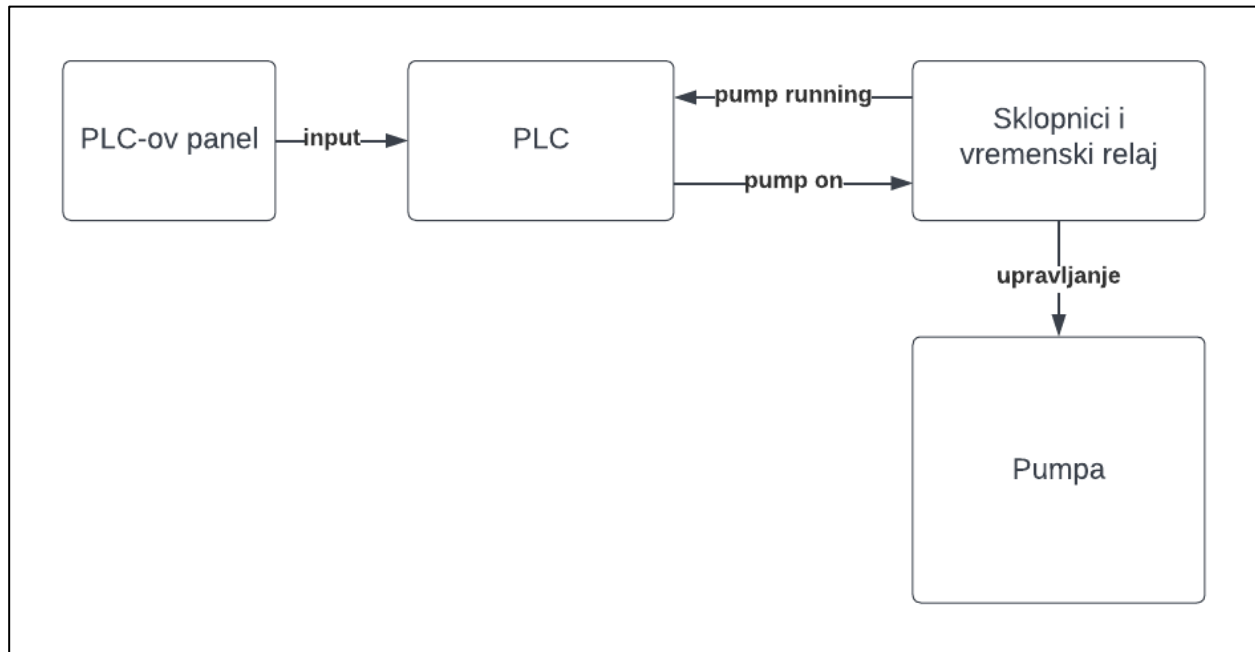 PLC-ov panel
input
PLC
pump running
pump on
Sklopnici i
vremenski relaj
upravljanje
Pumpa